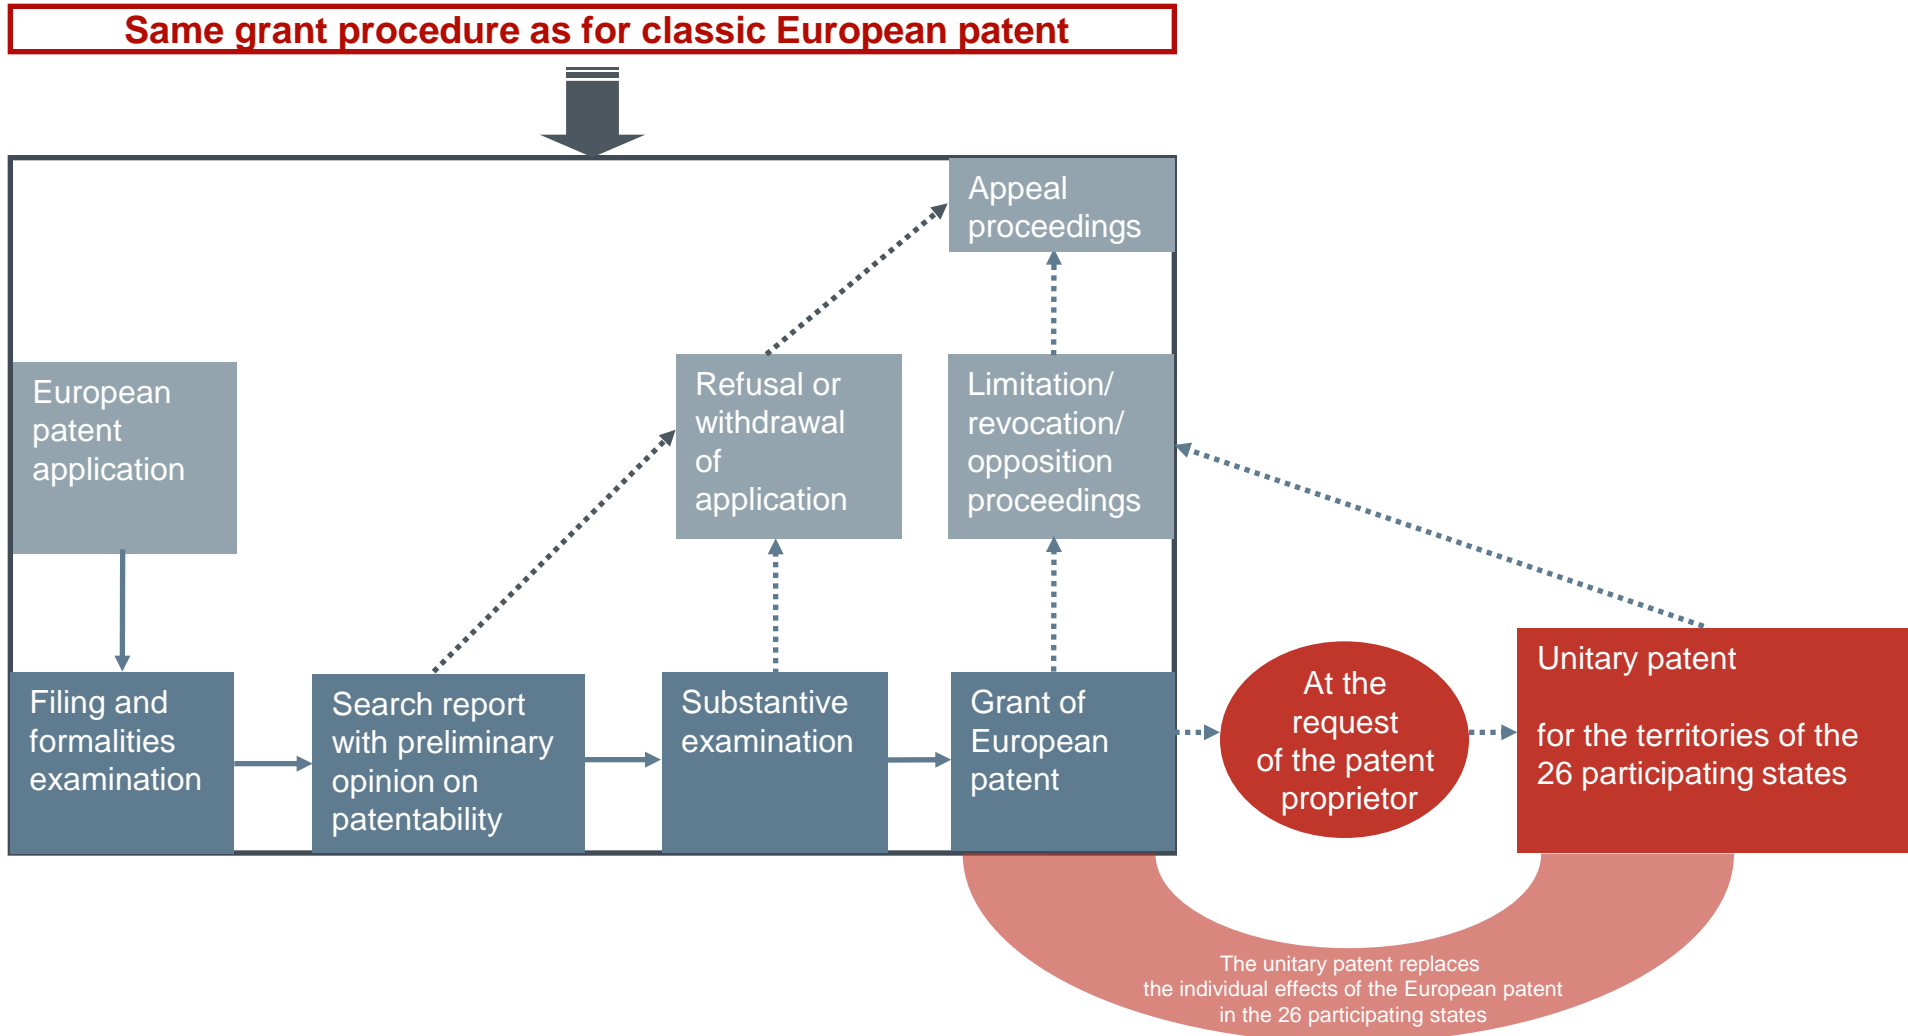 Same grant procedure as for classic European patent
Appeal
proceedings
European
patent
application
Refusal or
withdrawal
of
application
Limitation/
revocation/
opposition
proceedings
Filing and
formalities
examination
Search report
with preliminary
opinion on
patentability
Substantive
examination
Grant of
European
patent
At the
request
of the patent
proprietor
Unitary patent
for the territories of the
26 participating states
The unitary patent replaces
the individual effects of the European patent
in the 26 participating states